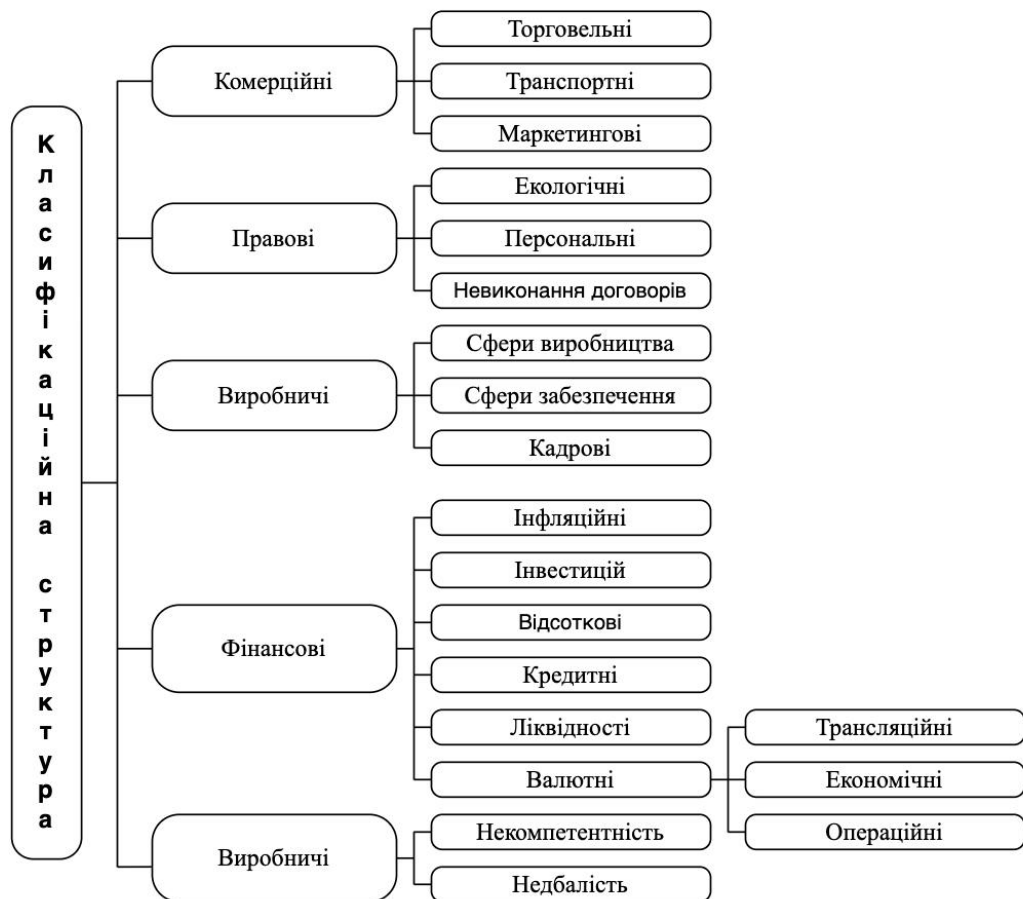 Класифікаційна структура
Комерційні
Торговельні
Транспортні
Маркетингові
Правові
Екологічні
Персональні
Невиконання договорів
Виробничі
Сфери виробництва
Сфери забезпечення
Кадрові
Фінансові
Інфляційні
Інвестицій
Відсоткові
Кредитні
Ліквідності
Валютні
Трансляційні
Економічні
Операційні
Виробничі
Некомпетентність
Недбалість